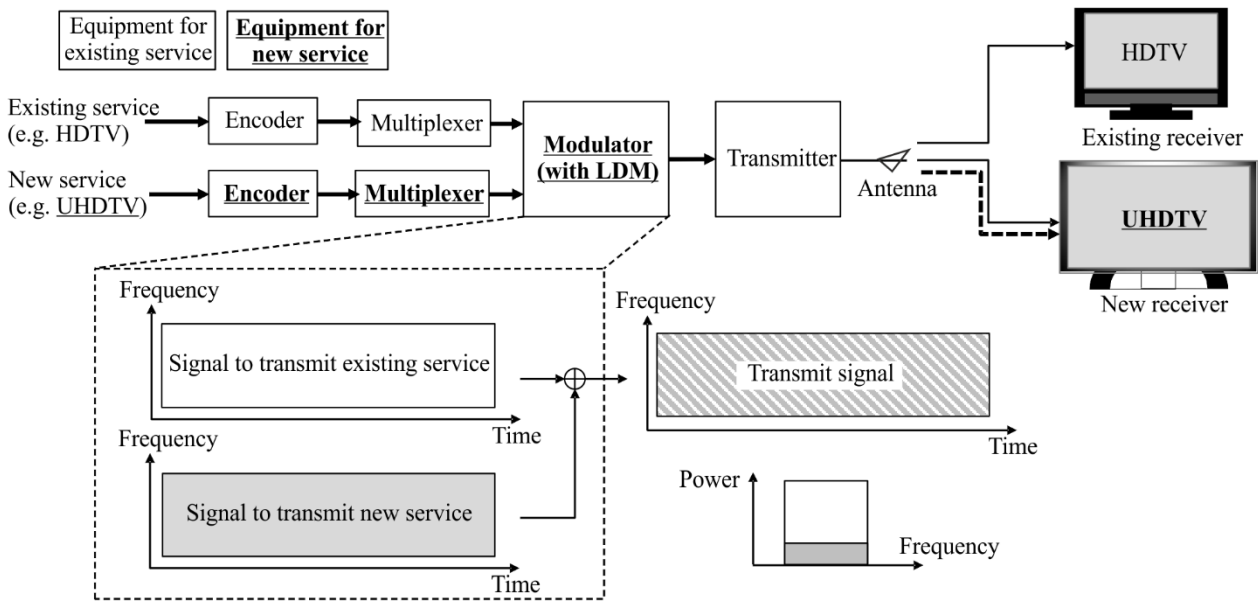 Equipment for
existing service
Equipment for
new service
Existing service
(e.g. HDTV)
Encoder
Multiplexer
Modulator
(with LDM)
Transmitter
Antenna
HDTV
Existing receiver
New service
(e.g. UHDTV)
Encoder
Multiplexer
UHDTV
New receiver
Frequency
Signal to transmit existing service
Time
Frequency
Signal to transmit new service
Time
Frequency
Transmit signal
Time
Power
Frequency